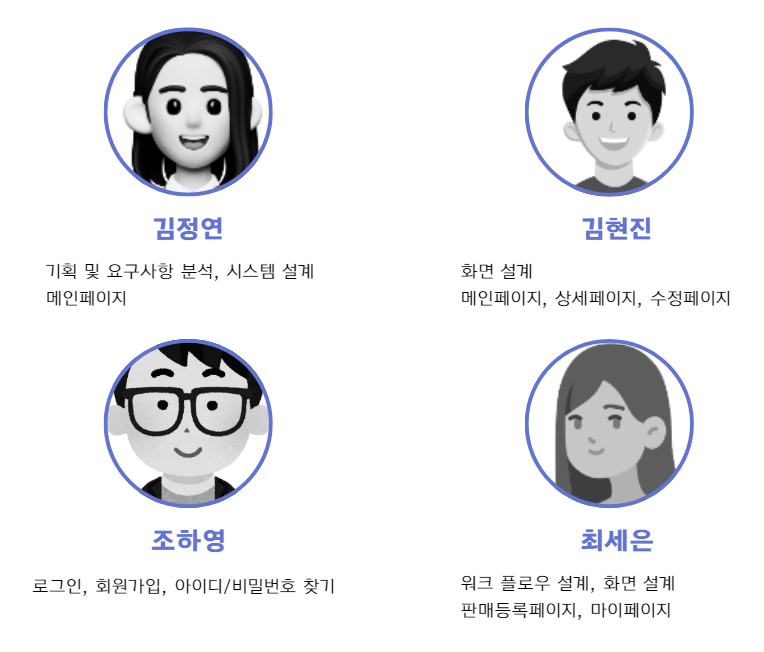 김정연
기획 및 요구사항 분석, 시스템 설계
메인페이지
김현진
화면 설계
메인페이지, 상세페이지, 수정페이지
조하영
로그인, 회원가입, 아이디/비밀번호 찾기
최세은
워크 플로우 설계, 화면 설계
판매등록페이지, 마이페이지